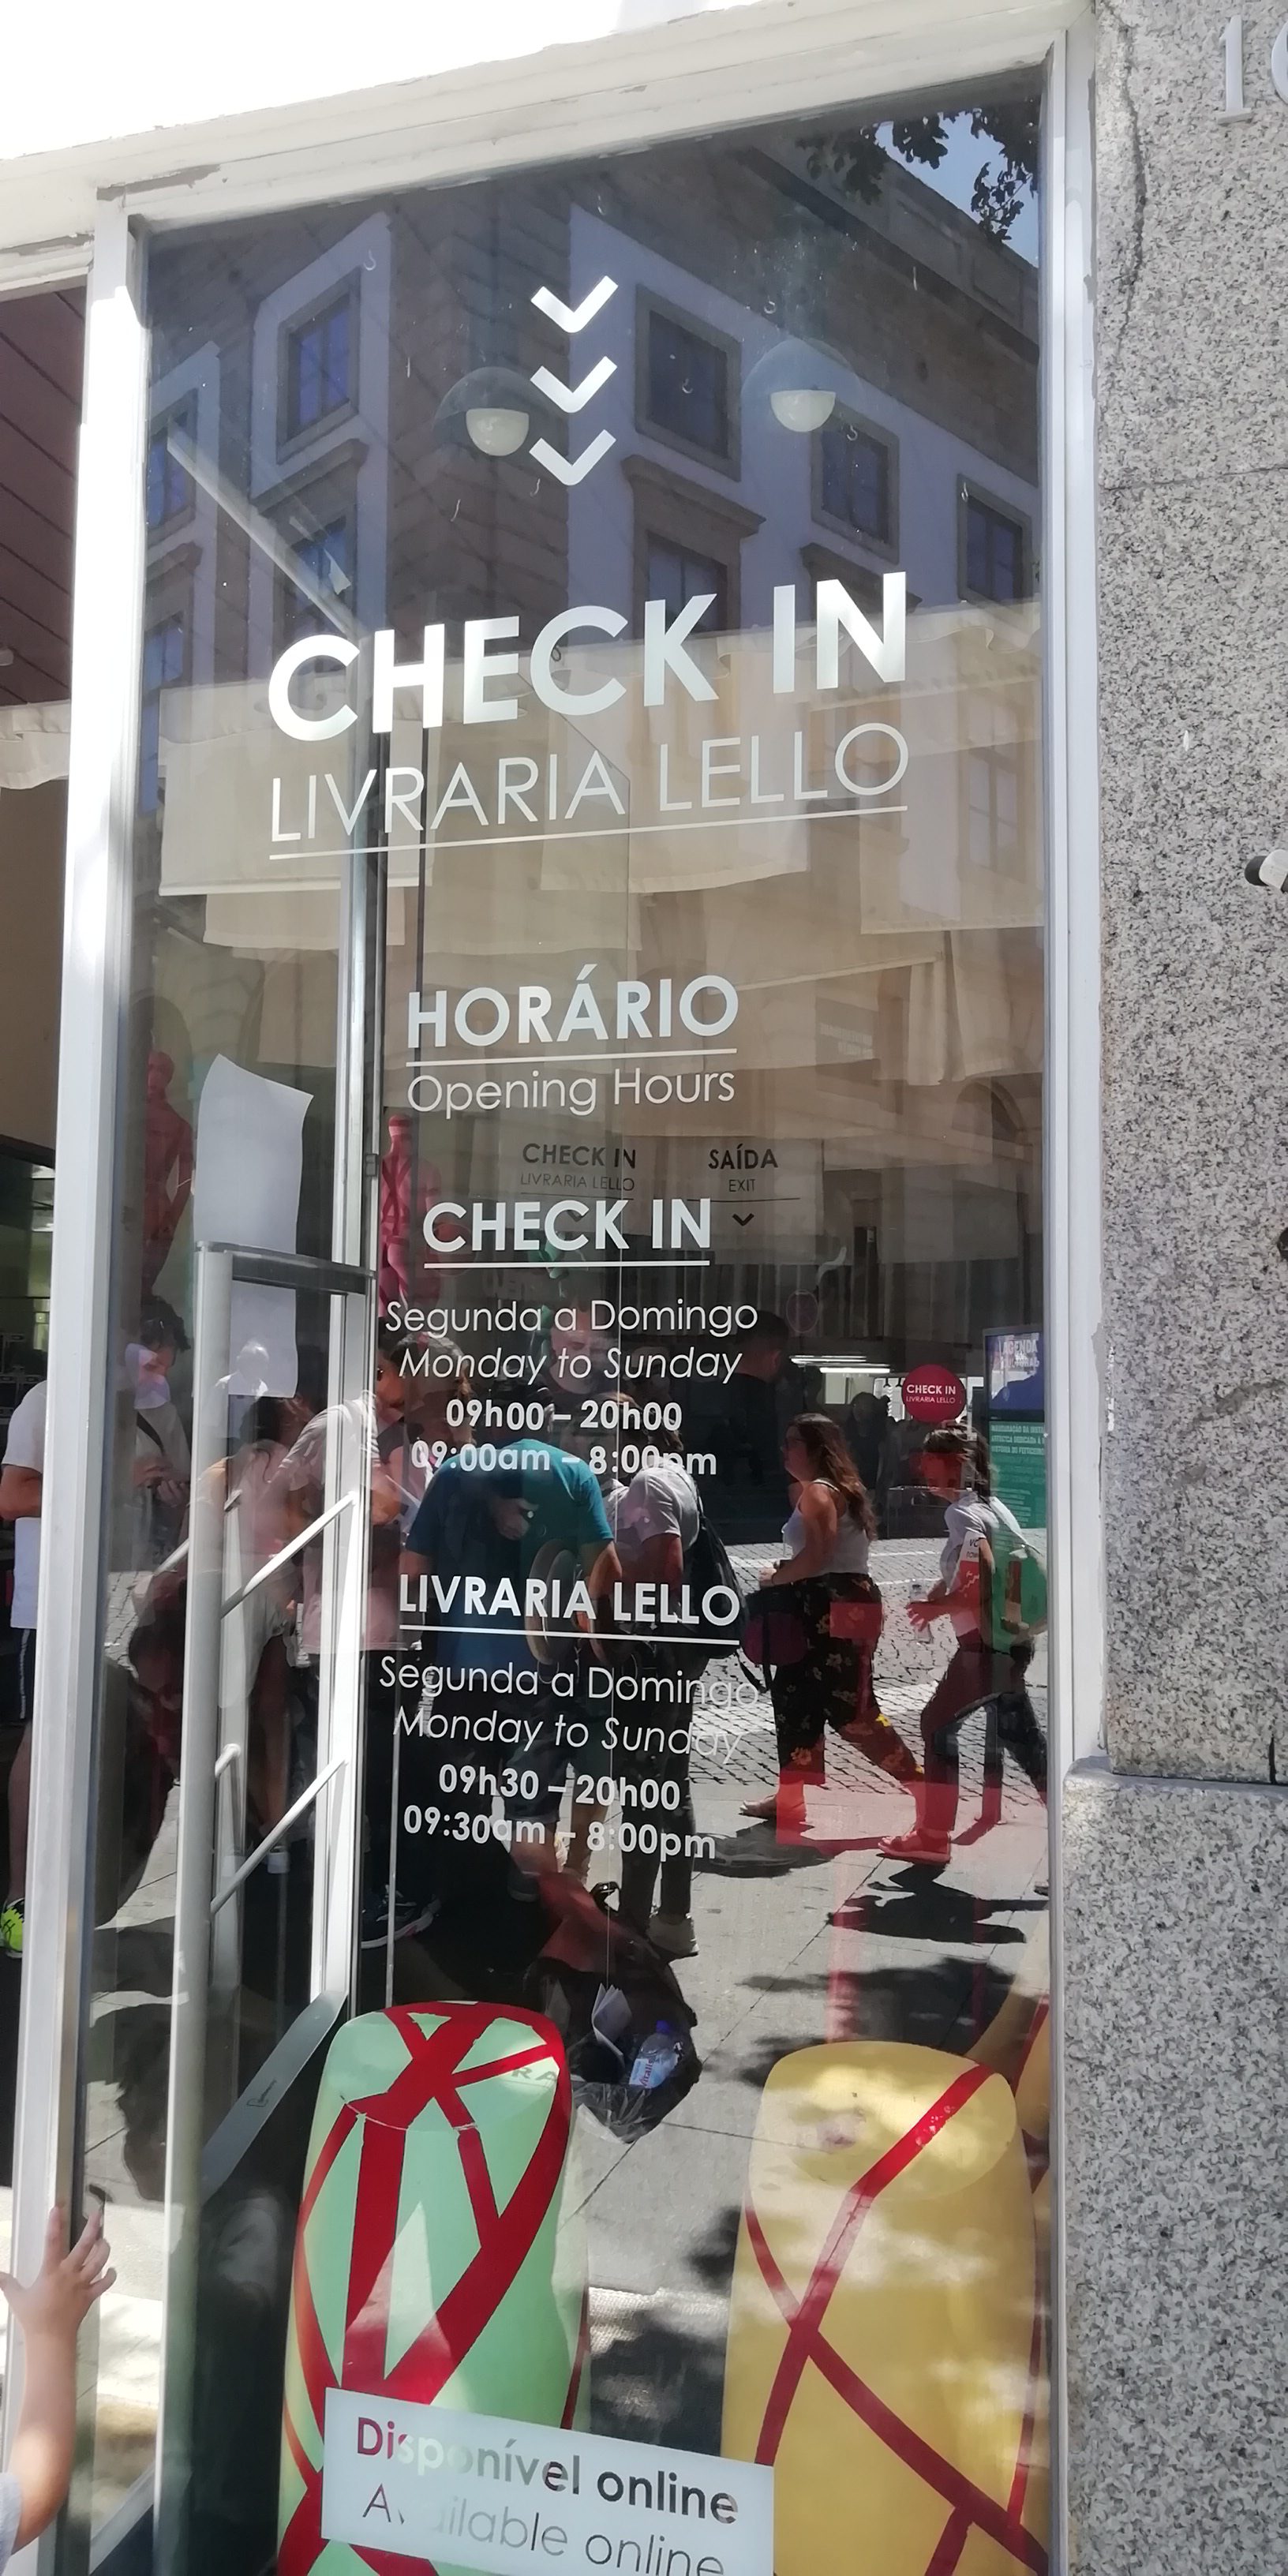 CHECK IN
LIVRARIA LELLO
HORÁRIO
Opening Hours
CHECK IN
LIVRARIA LELLO
SAÍDA
EXIT
CHECK IN
Segunda a Domingo
Monday to Sunday
09h00 – 20h00
09:00am – 8:00pm
CHECK IN
LIVRARIA LELLO
LIVRARIA LELLO
Segunda a Domingo
Monday to Sunday
09h30 – 20h00
09:30am – 8:00pm
Disponível online
Available online